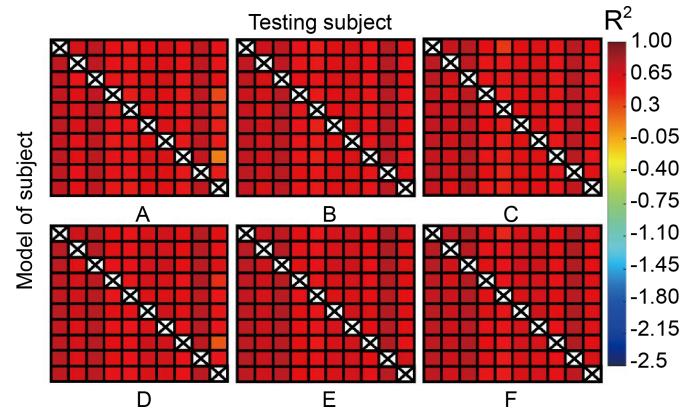 Testing subject
R²
Model of subject
A
B
C
D
E
F
1.00
0.65
0.3
-0.05
-0.40
-0.75
-1.10
-1.45
-1.80
-2.15
-2.5